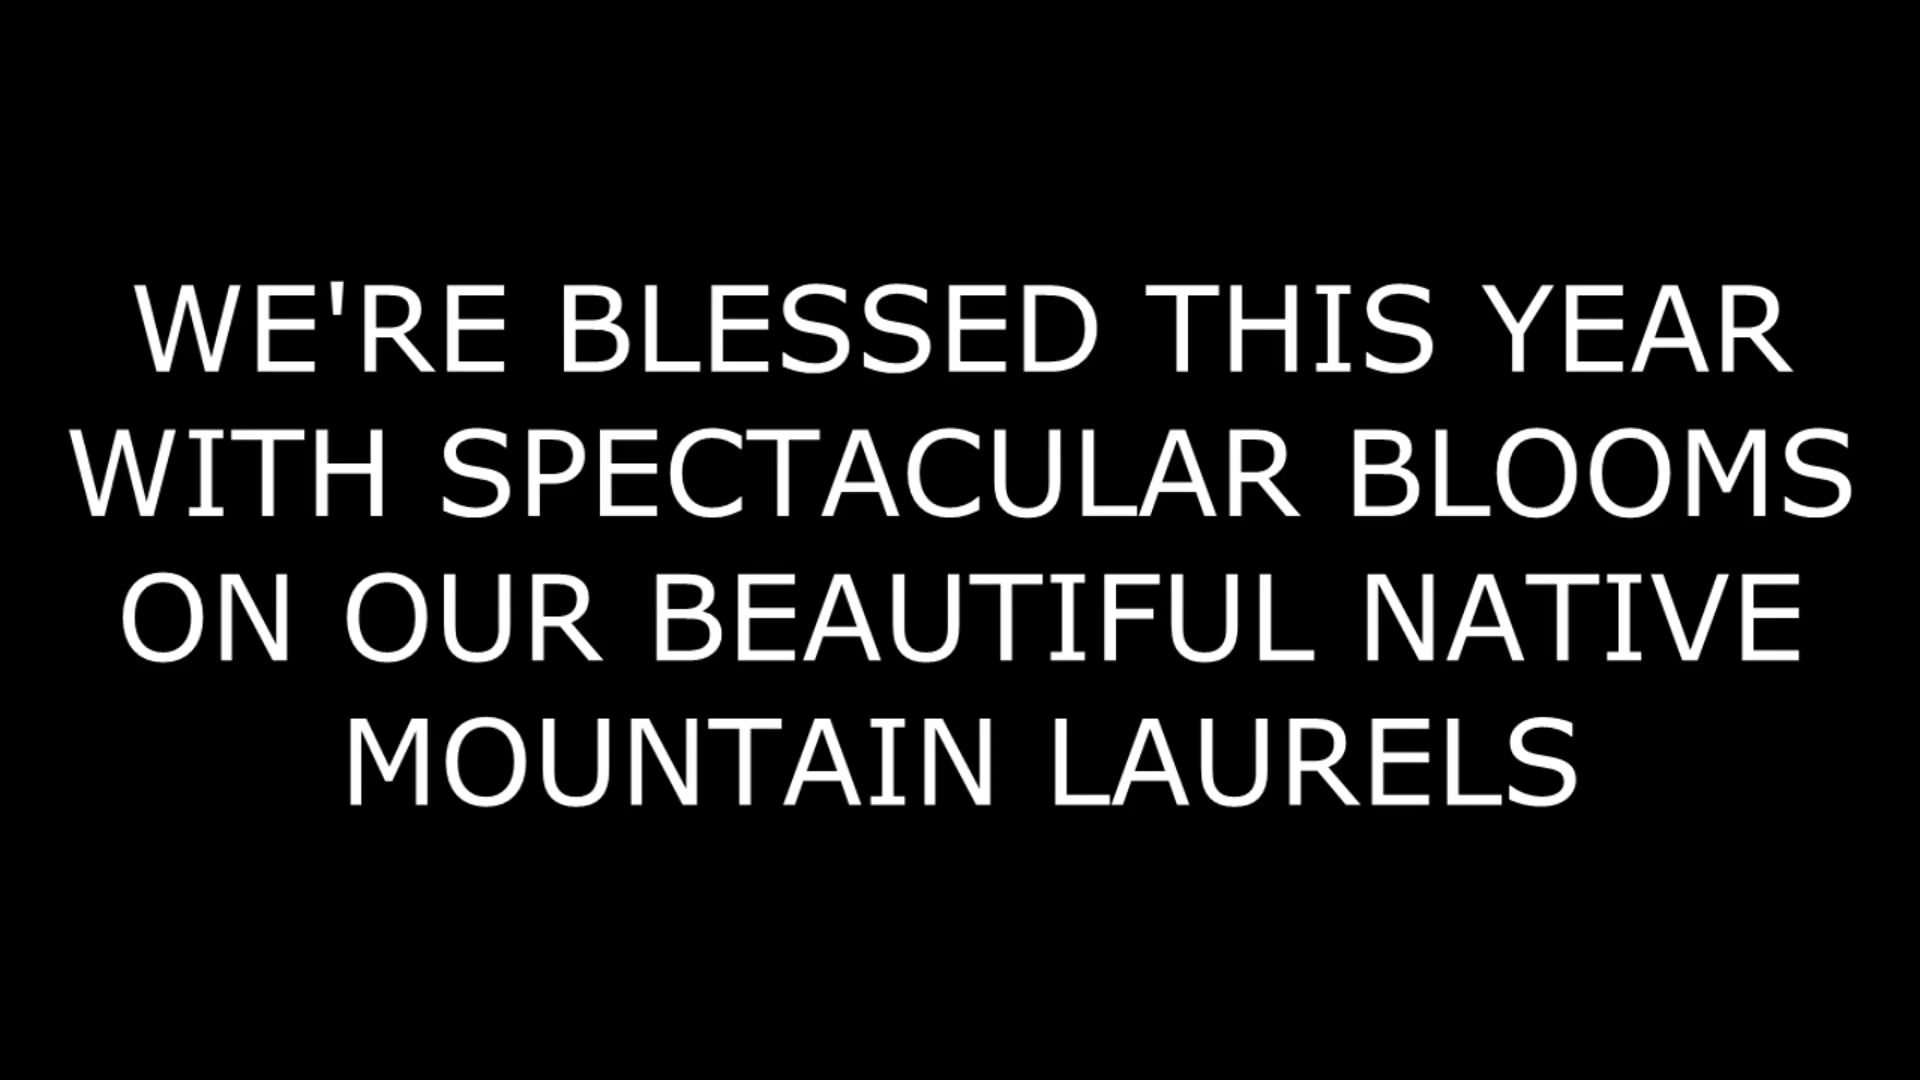 WE'RE BLESSED THIS YEAR
WITH SPECTACULAR BLOOMS
ON OUR BEAUTIFUL NATIVE
MOUNTAIN LAURELS